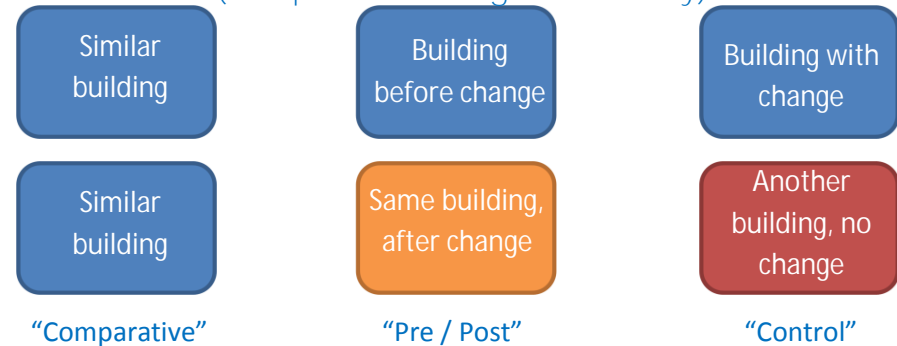 Similar
building
Building
before change
Building with
change
Similar
building
Same building,
after change
Another
building, no
change
“Comparative”
“Pre / Post”
“Control”